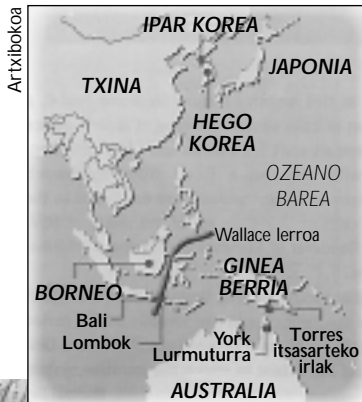 Artxibokoa
IPAR KOREA
TXINA
JAPONIA
HEGO
KOREA
OZEANO
BAREA
Wallace lerroa
GINEA
BERRIA
BORNEO
Bali
Lombok
York
Lurmuturra
Torres
itsasarteko
irlak
AUSTRALIA